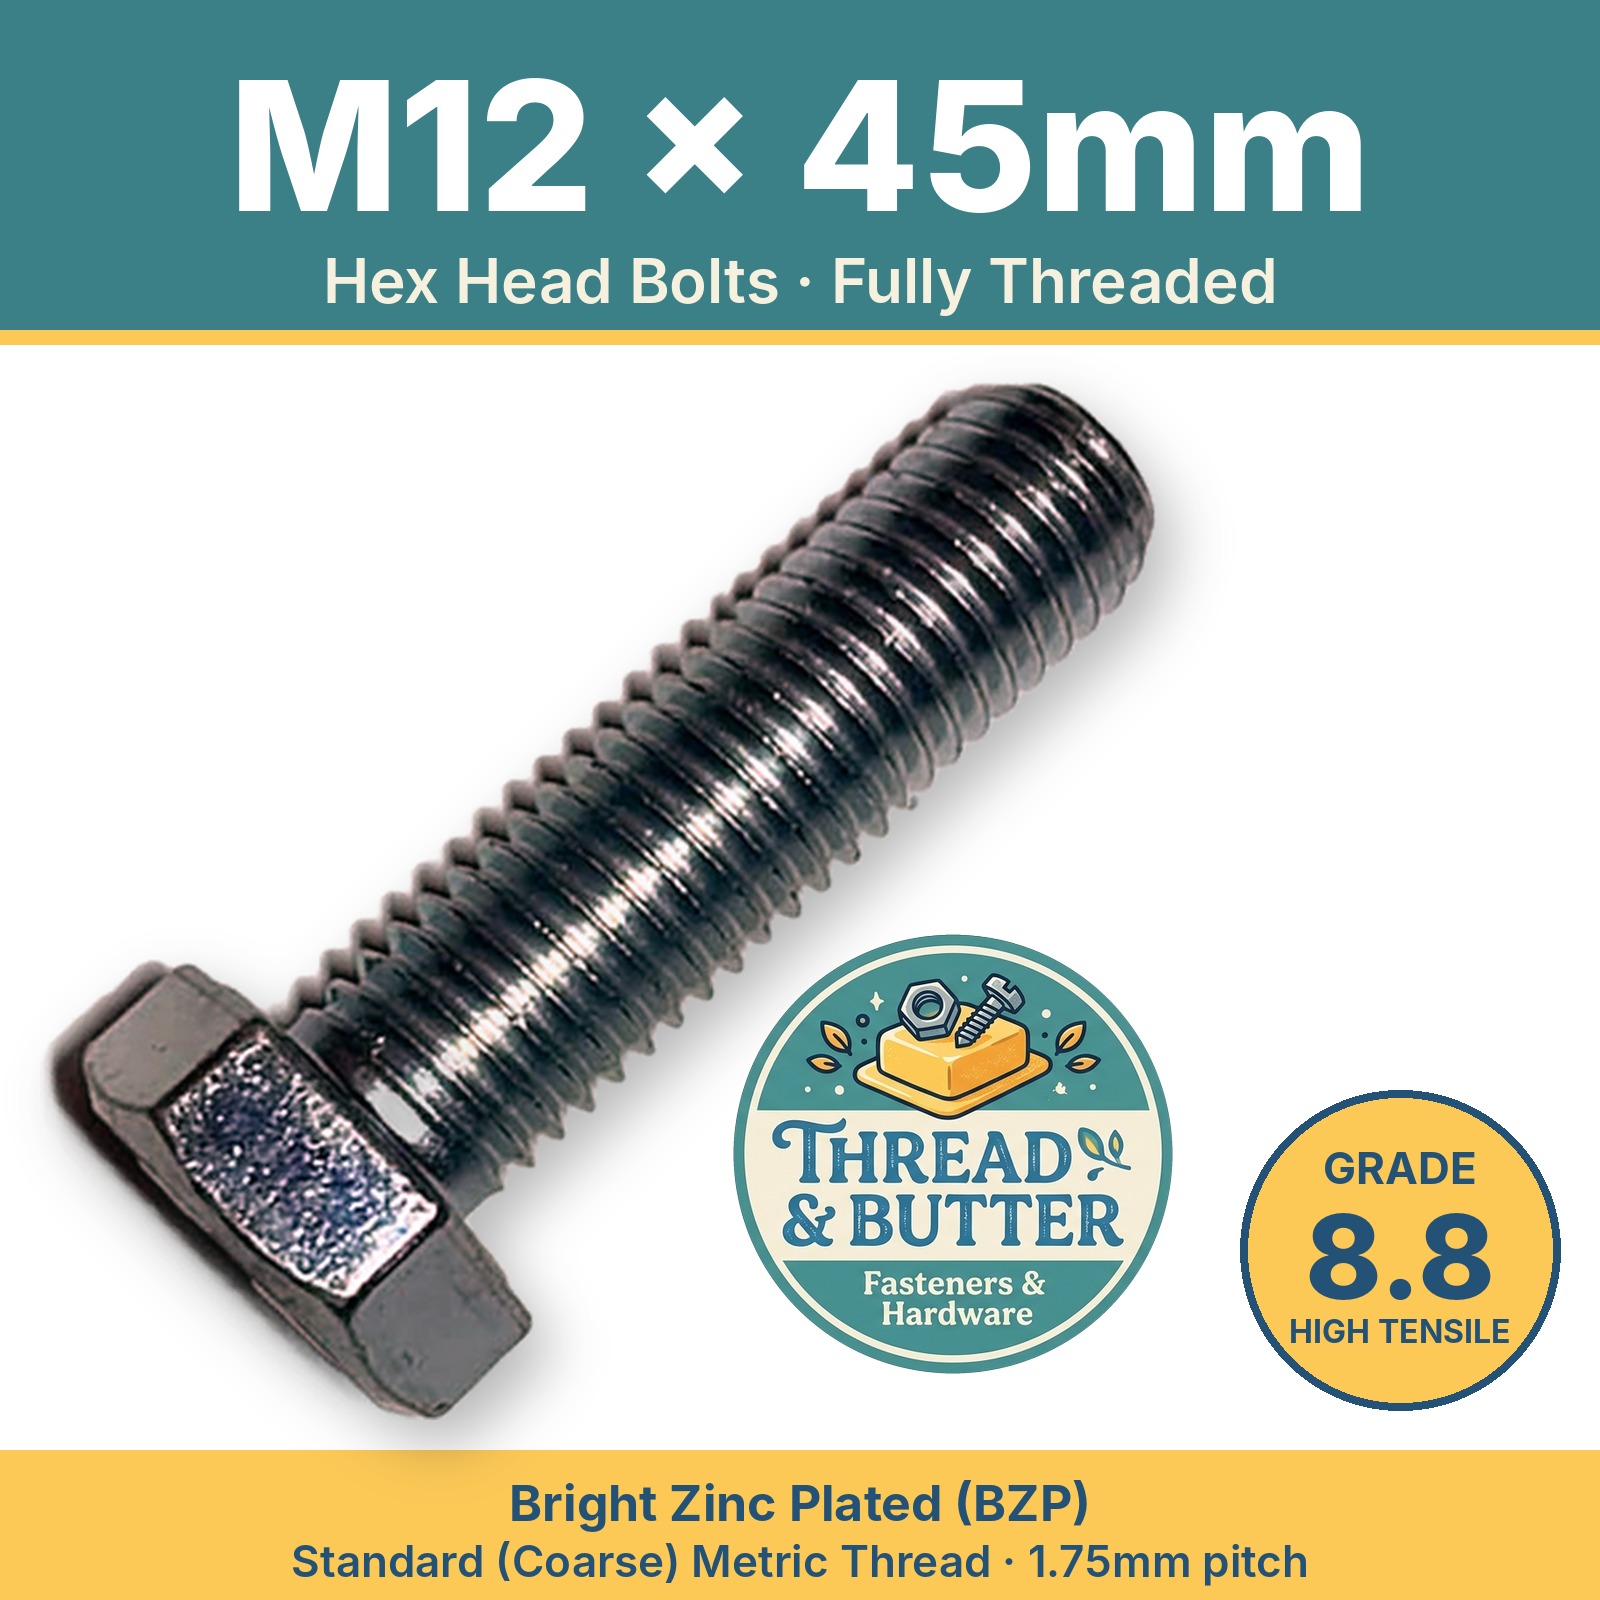 M12 × 45mm
Hex Head Bolts · Fully Threaded
THREAD
& BUTTER
Fasteners &
Hardware
GRADE
8.8
HIGH TENSILE
Bright Zinc Plated (BZP)
Standard (Coarse) Metric Thread · 1.75mm pitch